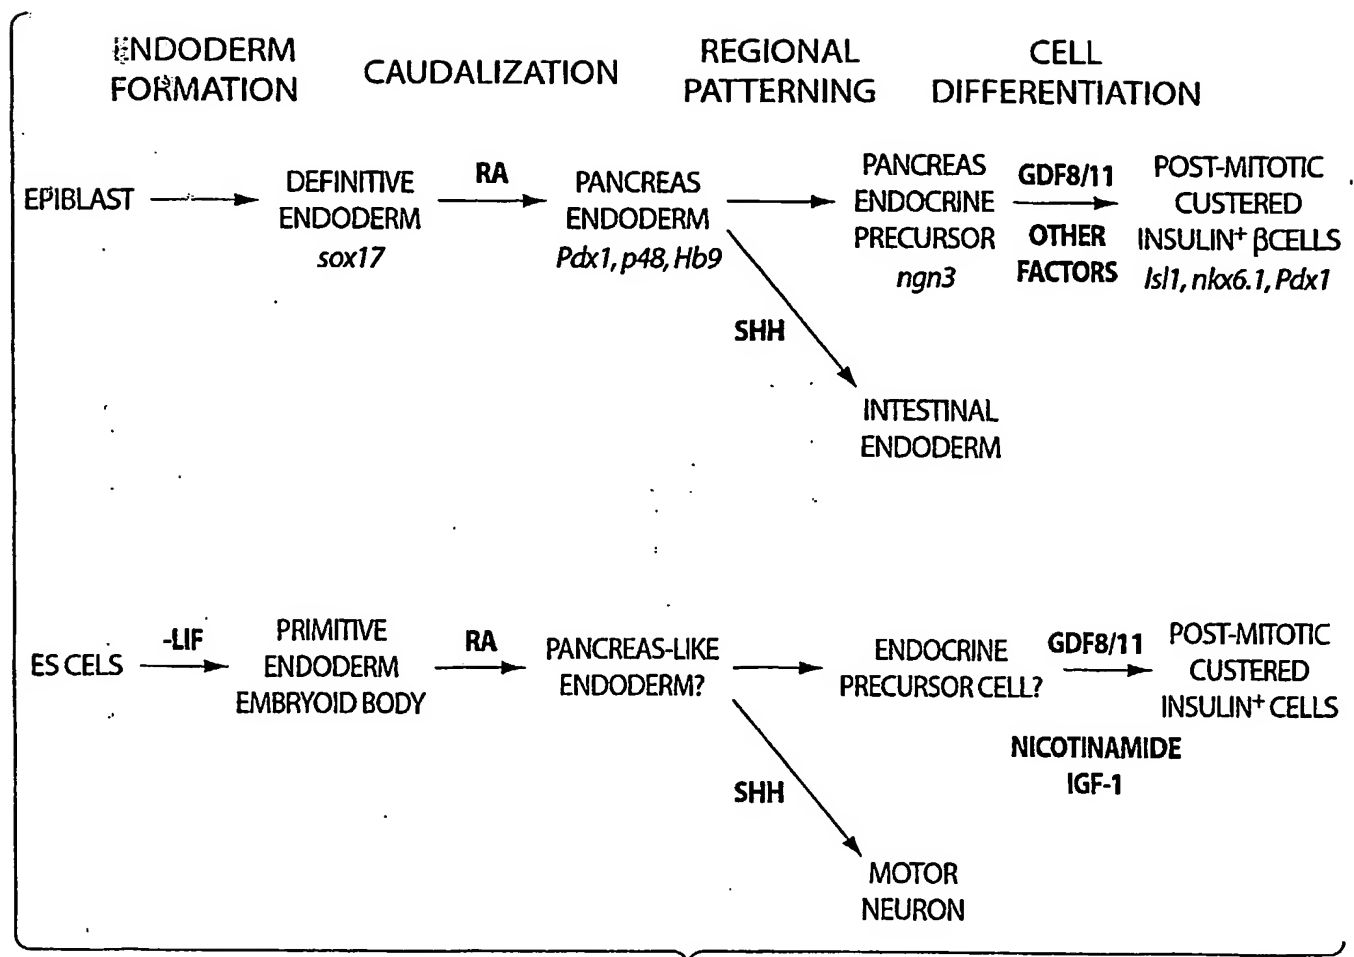 ENDODERM
FORMATION
CAUDALIZATION
REGIONAL
PATTERNING
CELL
DIFFERENTIATION
EPIBLAST
DEFINITIVE
ENDODERM
sox17
RA
PANCREAS
ENDODERM
Pdx1, p48, Hb9
PANCREAS
ENDOCRINE
PRECURSOR
ngn3
GDF8/11
OTHER
FACTORS
POST-MITOTIC
CUSTERED
INSULIN+ βCELLS
Isl1, nkx6.1, Pdx1
SHH
INTESTINAL
ENDODERM
ES CELS
-LIF
PRIMITIVE
ENDODERM
EMBRYOID BODY
RA
PANCREAS-LIKE
ENDODERM?
ENDOCRINE
PRECURSOR CELL?
GDF8/11
NICOTINAMIDE
IGF-1
POST-MITOTIC
CUSTERED
INSULIN+ CELLS
SHH
MOTOR
NEURON